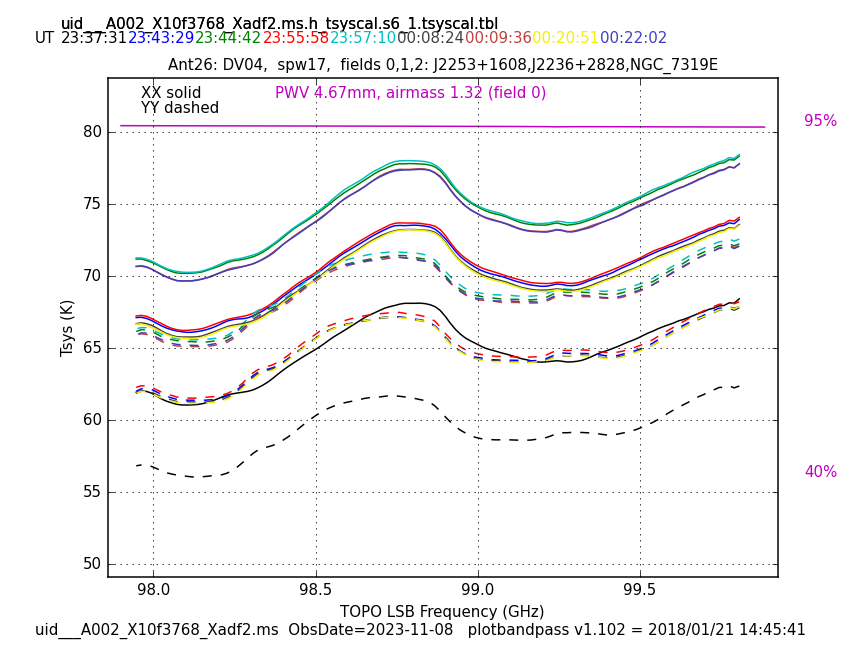 uid___A002_X10f3768_Xadf2.ms.h_tsyscal.s6_1.tsyscal.tbl
UT 23:37:31 23:43:29 23:44:42 23:55:58 23:57:10 00:08:24 00:09:36 00:20:51 00:22:02
Ant26: DV04, spw17, fields 0,1,2: J2253+1608,J2236+2828,NGC_7319E
XX solid
PWV 4.67mm, airmass 1.32 (field 0)
YY dashed
95%
80
75
70
65
60
55
50
40%
Tsys (K)
98.0 98.5 99.0 99.5
TOPO LSB Frequency (GHz)
uid___A002_X10f3768_Xadf2.ms ObsDate=2023-11-08 plotbandpass v1.102 = 2018/01/21 14:45:41